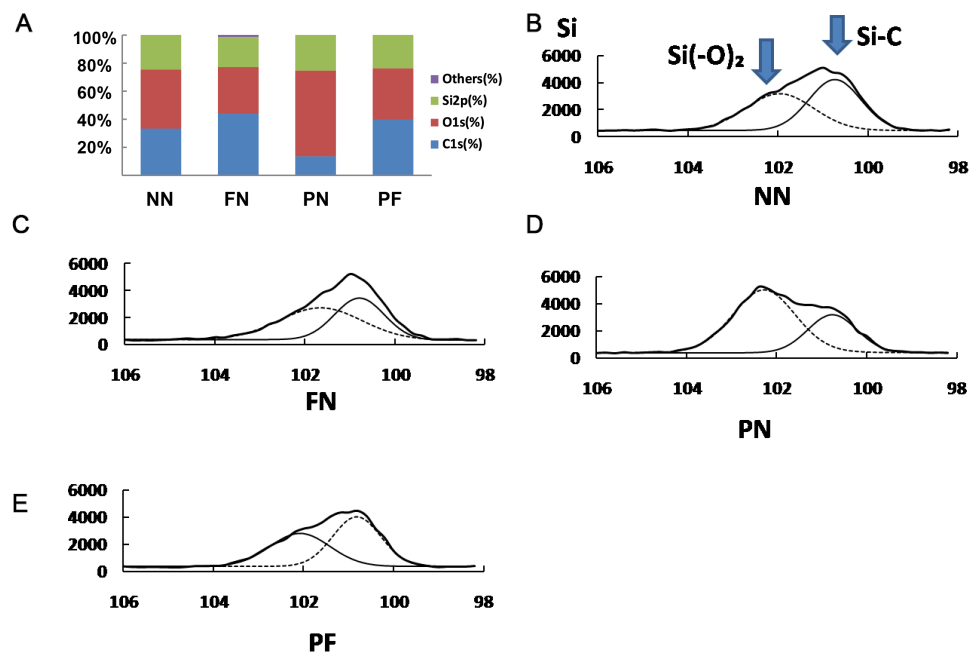 A
100%
80%
60%
40%
20%
NN FN PN PF
Others(%)
Si2p(%)
O1s(%)
C1s(%)
B
Si
Si(-O)₂
Si-C
6000
4000
2000
0
106 104 102 100 98
NN
C
6000
4000
2000
0
106 104 102 100 98
FN
D
6000
4000
2000
0
106 104 102 100 98
PN
E
6000
4000
2000
0
106 104 102 100 98
PF